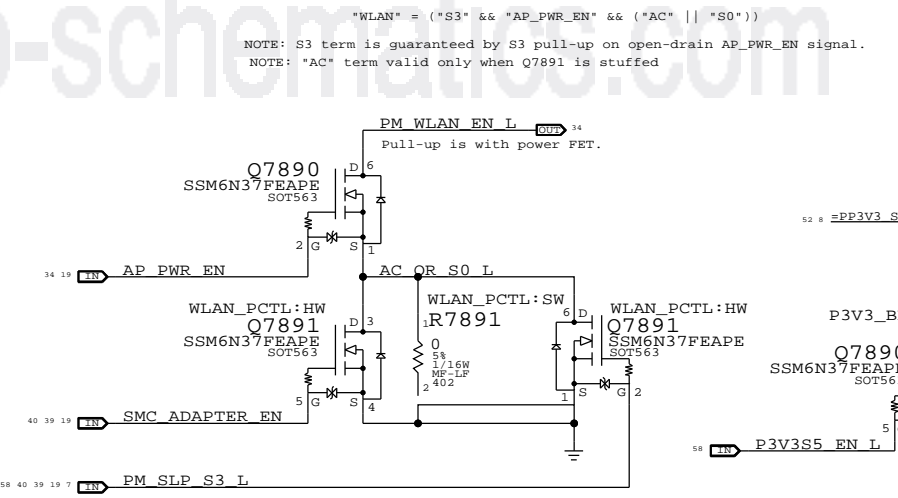 -schematics.com
"WLAN" = ("S3" && "AP_PWR_EN" && ("AC" || "S0"))
NOTE: S3 term is guaranteed by S3 pull-up on open-drain AP_PWR_EN signal.
NOTE: "AC" term valid only when Q7891 is stuffed
PM_WLAN_EN_L OUT 34
Pull-up is with power FET.
Q7890
SSM6N37FEAPE
SOT563
D 6
2 G S 1
52 8 =PP3V3_S
34 19 IN AP_PWR_EN
AC_OR_S0_L
WLAN_PCTL:HW
Q7891
SSM6N37FEAPE
SOT563
D 3
5 G S 4
WLAN_PCTL:SW
R7891
1
0
5%
1/16W
MF-LF
402
2
WLAN_PCTL:HW
6 D
Q7891
SSM6N37FEAPE
SOT563
1 S G 2
P3V3_B
Q7890
SSM6N37FEAPE
SOT56
5
40 39 19 IN SMC_ADAPTER_EN
58 IN P3V3S5_EN_L
58 40 39 19 7 IN PM_SLP_S3_L